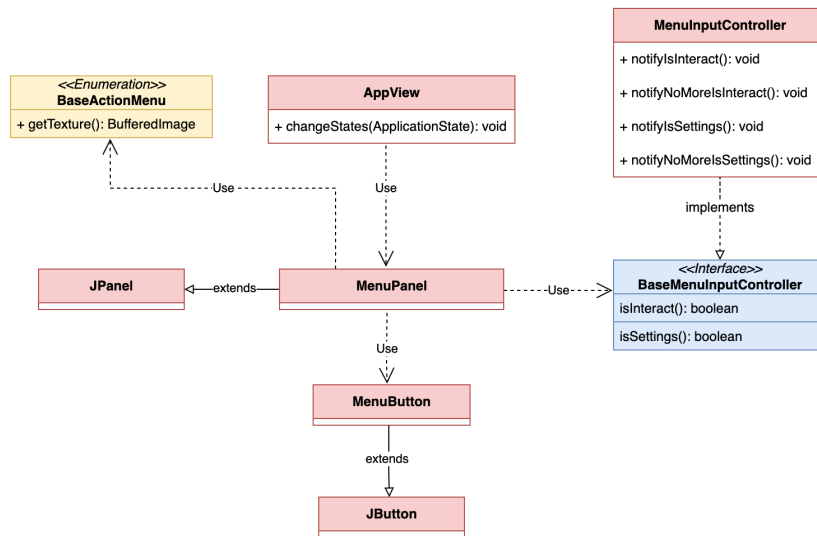 MenuInputController
+ notifyIsInteract(): void
+ notifyNoMoreIsInteract(): void
+ notifyIsSettings(): void
+ notifyNoMoreIsSettings(): void
<<Enumeration>>
BaseActionMenu
+ getTexture(): BufferedImage
AppView
+ changeStates(ApplicationState): void
Use
Use
implements
JPanel
extends
MenuPanel
Use
<<Interface>>
BaseMenuInputController
isInteract(): boolean
isSettings(): boolean
Use
MenuButton
extends
JButton